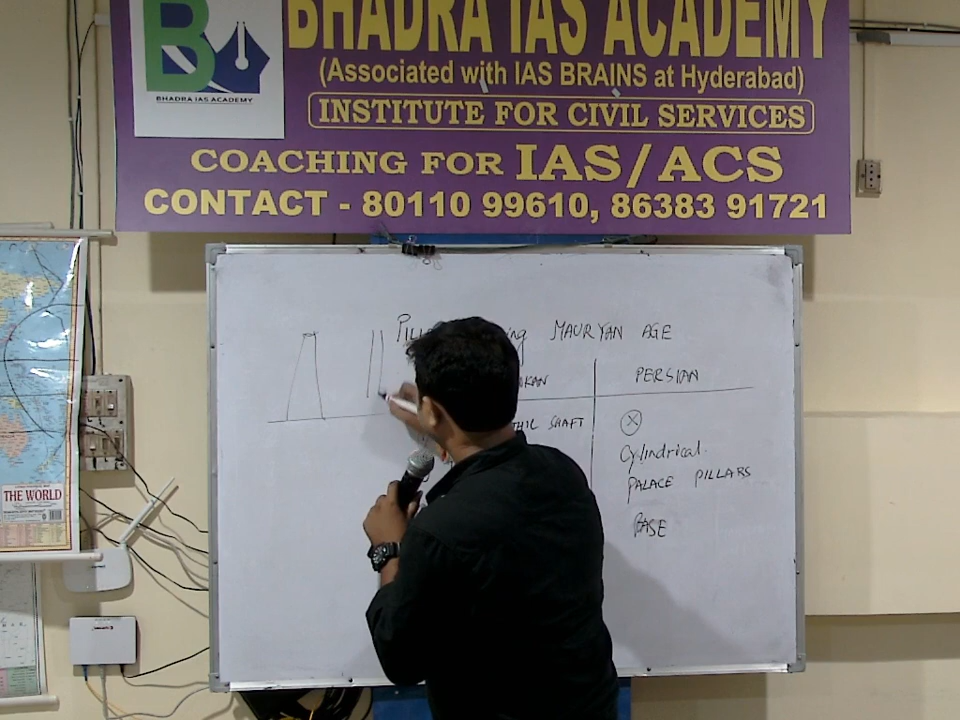 BHADRA IAS ACADEMY
BHADRA IAS ACADEMY
(Associated with IAS BRAINS at Hyderabad)
INSTITUTE FOR CIVIL SERVICES
COACHING FOR IAS/ACS
CONTACT - 80110 99610, 86383 91721
MAURYAN AGE
PERSIAN
SHAFT
Cylindrical.
PALACE PILLARS
BASE
THE WORLD